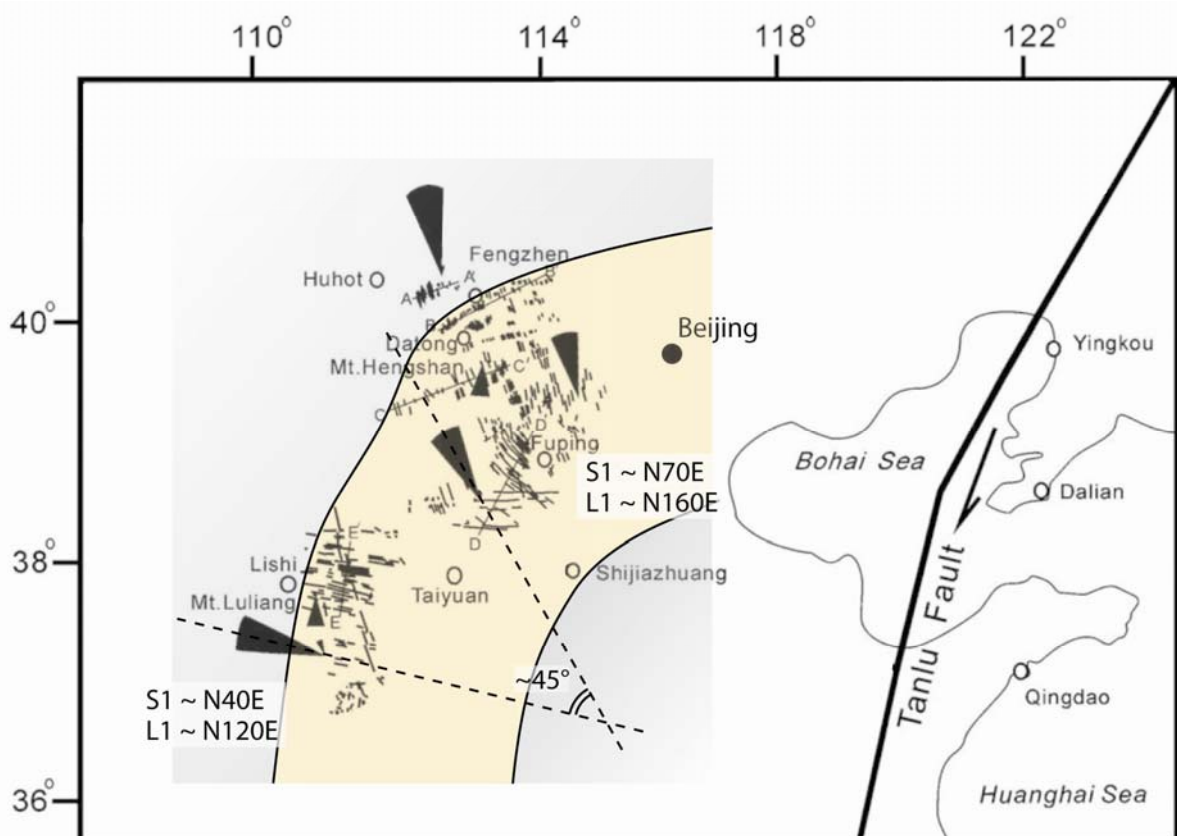 110°
114°
118°
122°
40°
38°
36°
Huhot
Fengzhen
A
A'
B
B'
Datong
Mt.Hengshan
C
C'
Beijing
Yingkou
D
Fuping
S1 ~ N70E
L1 ~ N160E
Bohai Sea
Dalian
D
E'
Lishi
Mt.Luliang
E
Taiyuan
Shijiazhuang
~45°
S1 ~ N40E
L1 ~ N120E
Tanlu Fault
Qingdao
Huanghai Sea